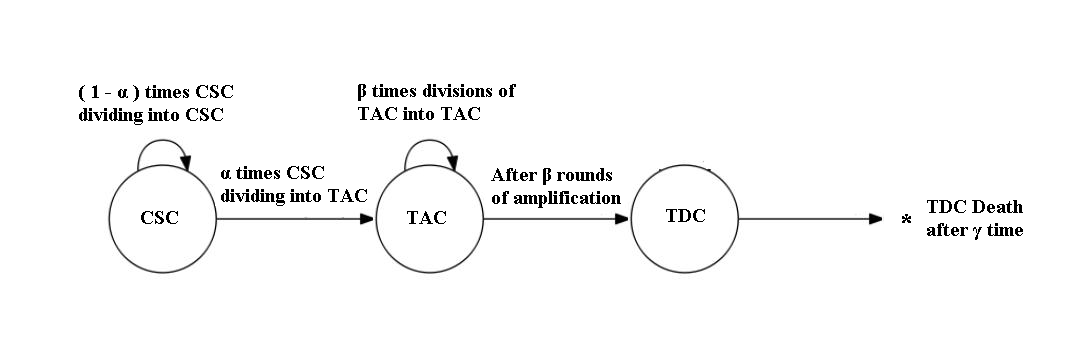 ( 1 - α ) times CSC
dividing into CSC
β times divisions of
TAC into TAC
α times CSC
dividing into TAC
After β rounds
of amplification
CSC
TAC
TDC
* TDC Death
after γ time